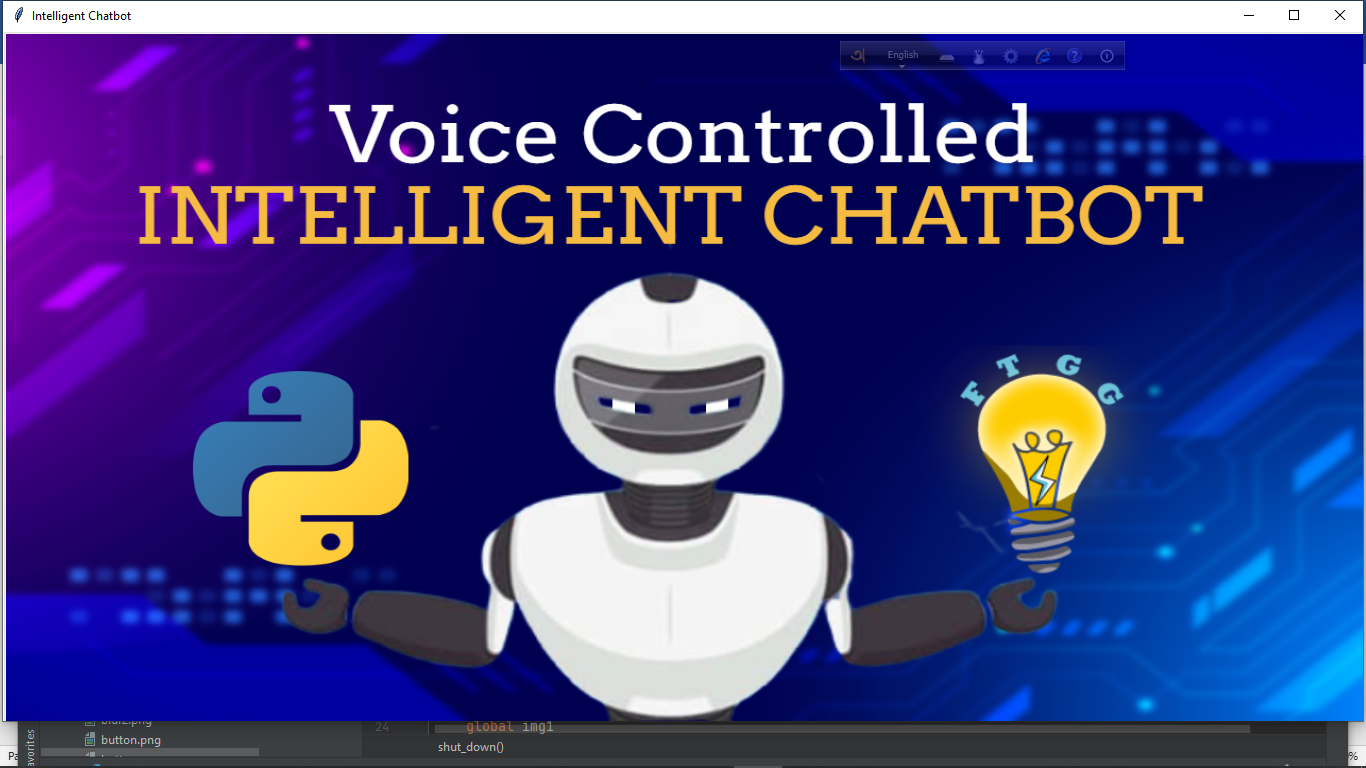 Intelligent Chatbot
English
Voice Controlled
INTELLIGENT CHATBOT
F T G G
24 global img1
button.png
shut_down()